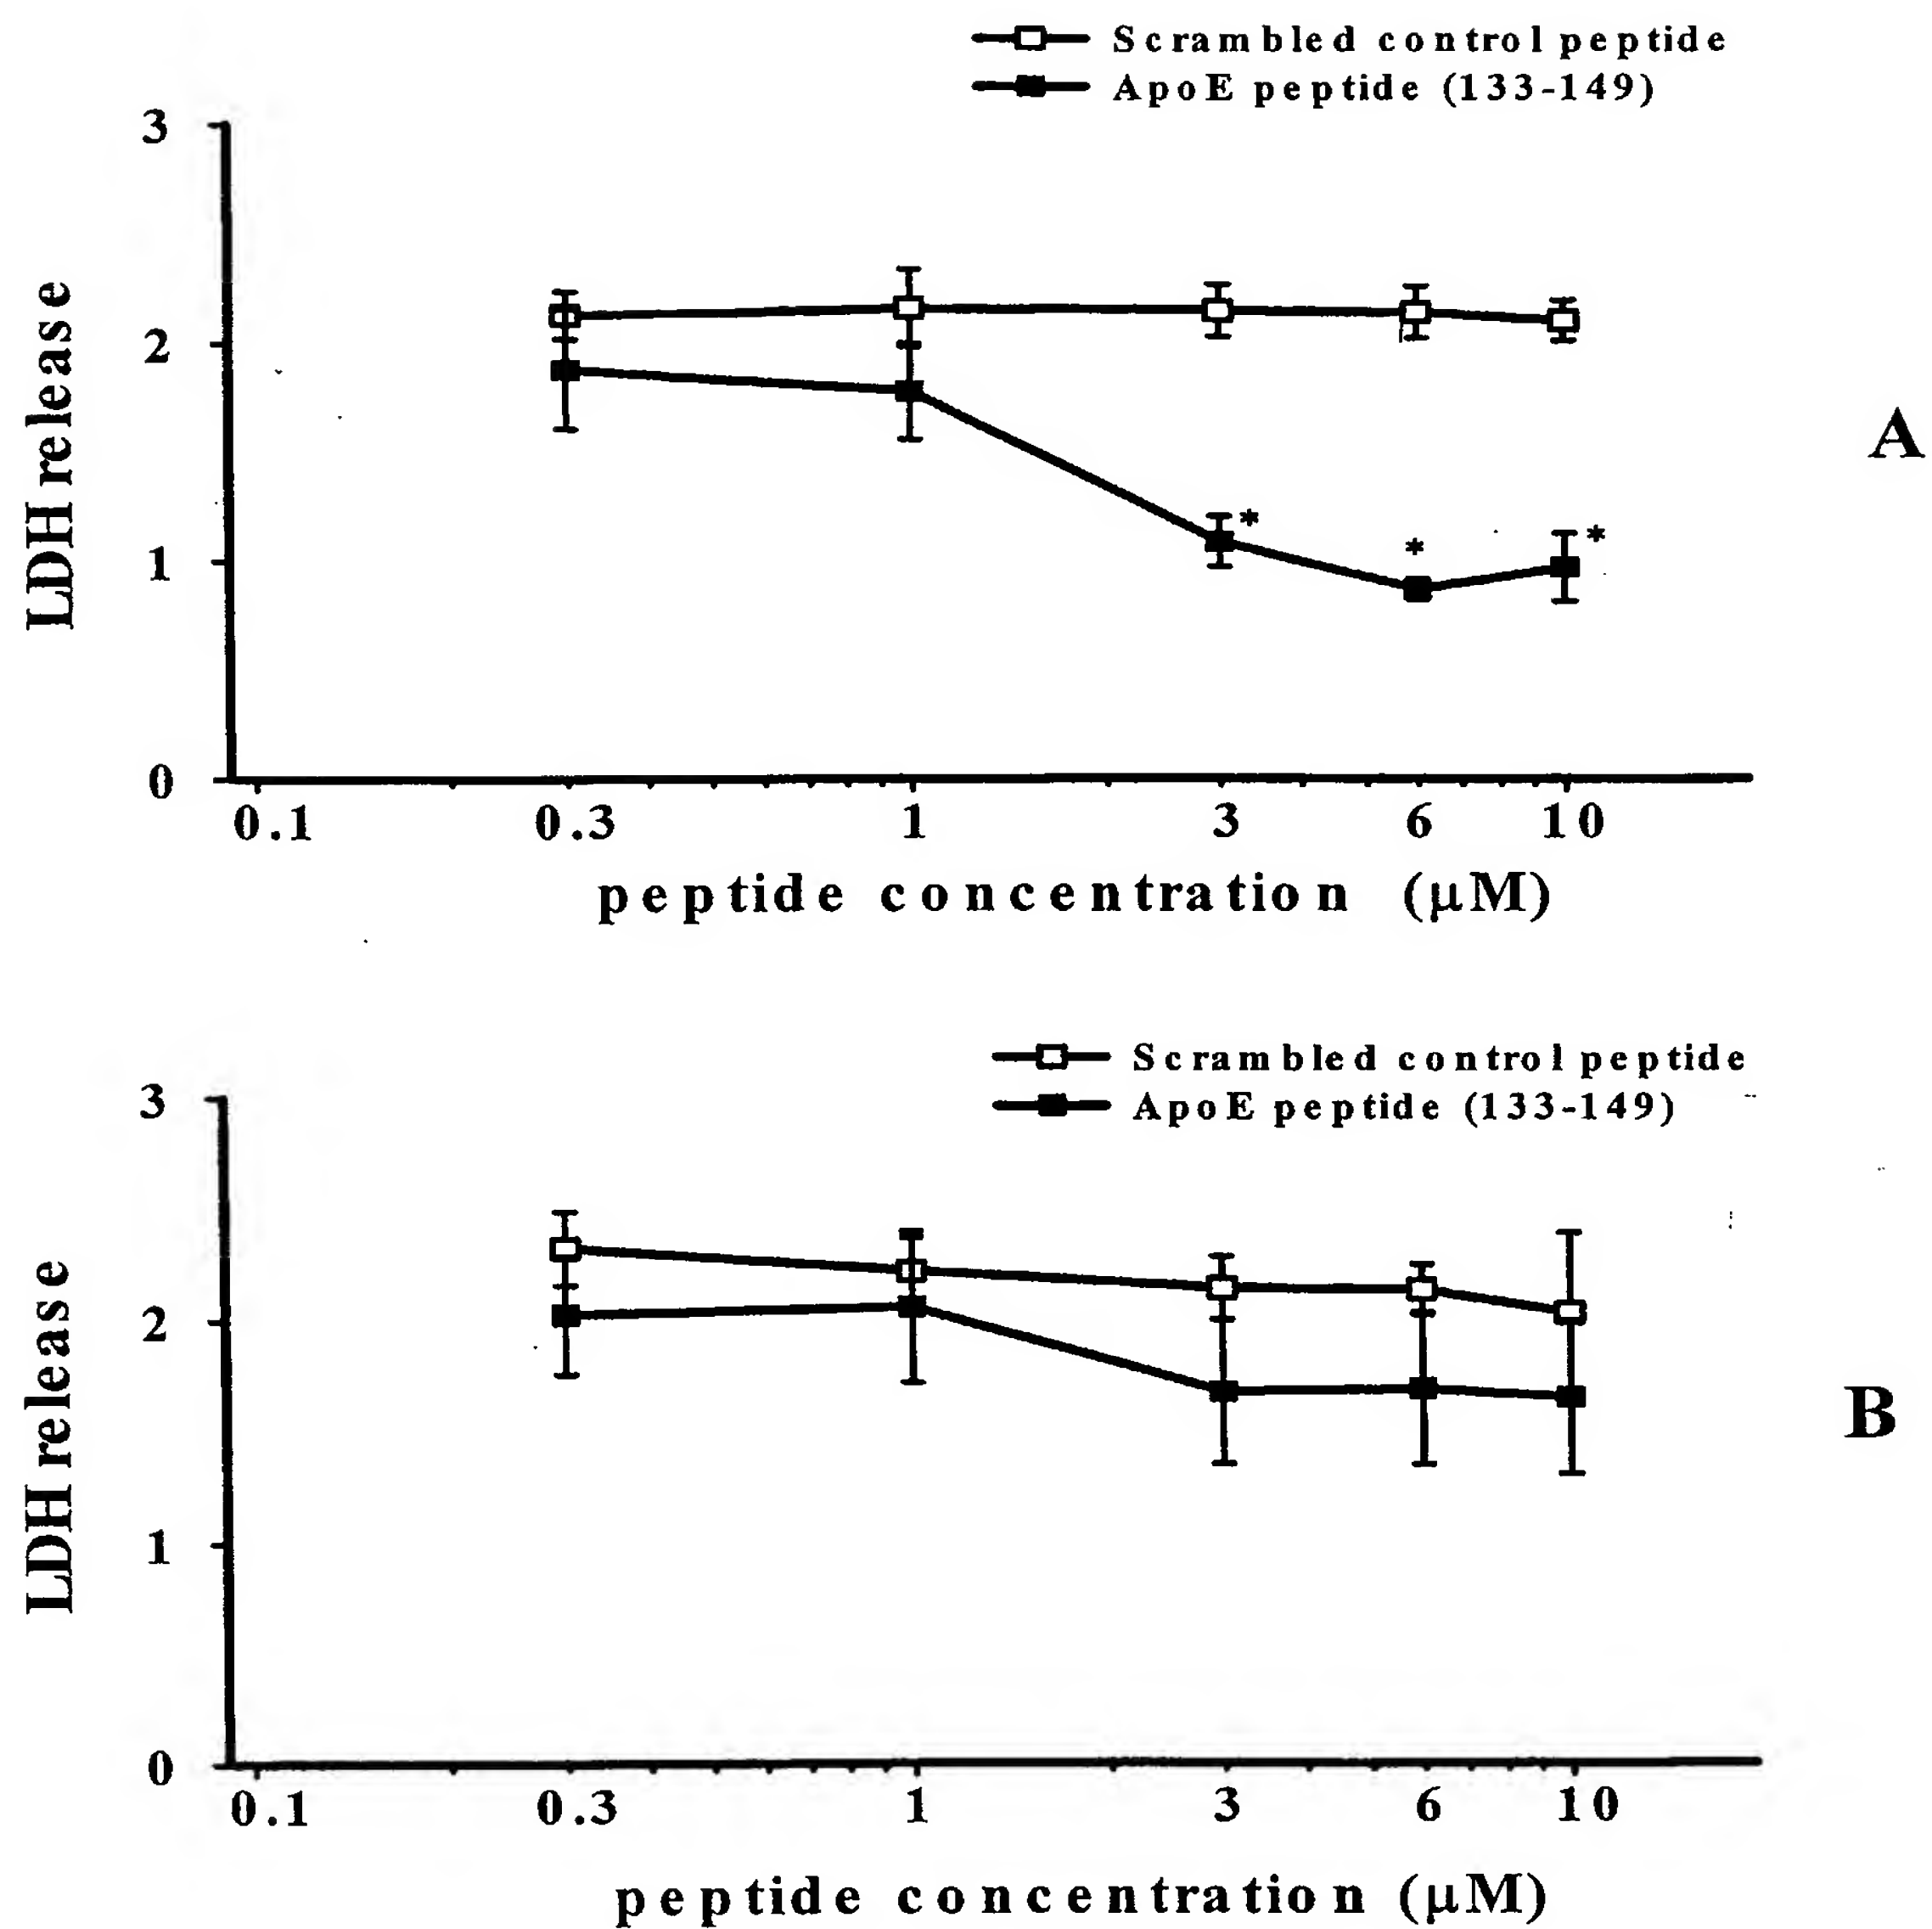 Scrambled control peptide
ApoE peptide (133-149)
3
2
1
0
LDH release
*
*
*
A
0.1 0.3 1 3 6 10
peptide concentration (μM)
Scrambled control peptide
ApoE peptide (133-149)
3
2
1
0
LDH release
B
0.1 0.3 1 3 6 10
peptide concentration (μM)